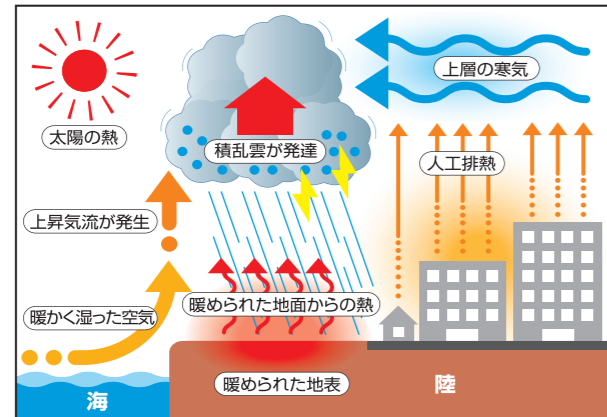 太陽の熱
積乱雲が発達
上層の寒気
人工排熱
上昇気流が発生
暖かく湿った空気
暖められた地面からの熱
暖められた地表
海
陸